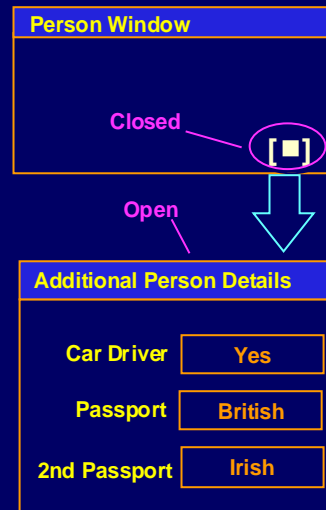 Person Window
Closed
[■]
Open
Additional Person Details
Car Driver Yes
Passport British
2nd Passport Irish